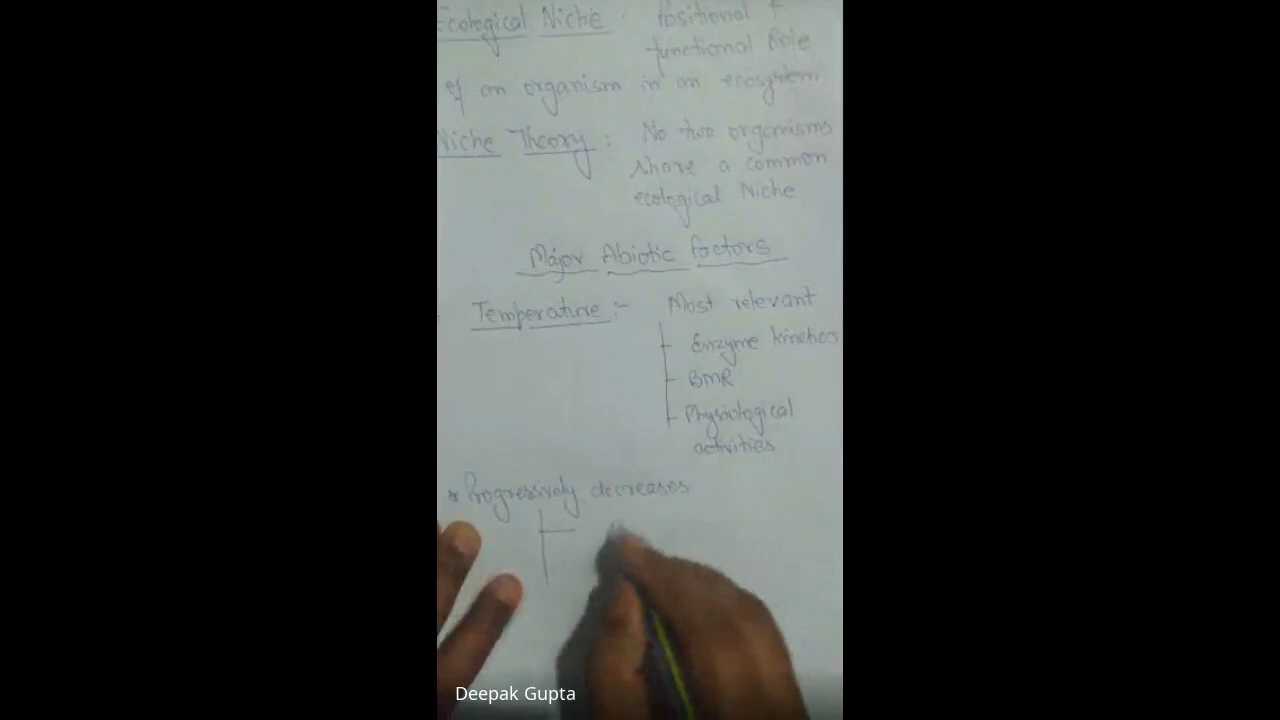 Ecological Niche : Positional &
functional Role
of an organism in an ecosystem
Niche Theory : No two organisms
share a common
ecological Niche
Major Abiotic factors
Temperature :- Most relevant
Enzyme kinetics
BMR
Physiological
activities
* Progressively decreases
Deepak Gupta